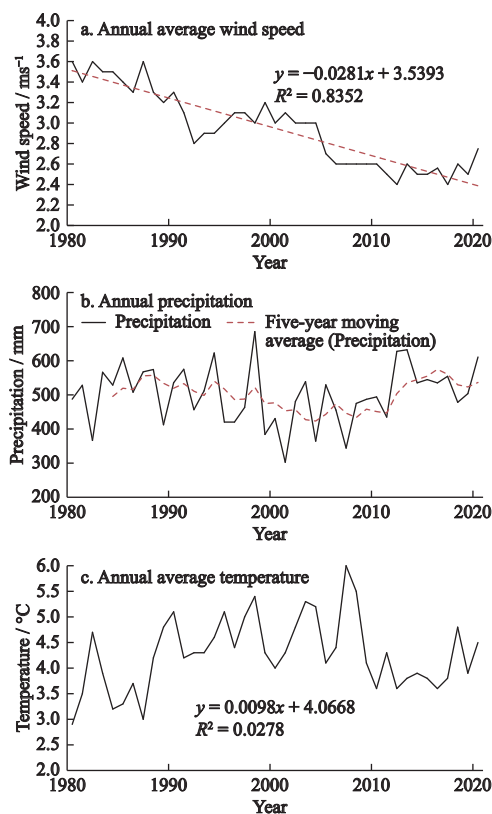 a. Annual average wind speed
y = −0.0281x + 3.5393
R² = 0.8352
Wind speed / ms⁻¹
4.0
3.8
3.6
3.4
3.2
3.0
2.8
2.6
2.4
2.2
2.0
1980 1990 2000 2010 2020
Year
b. Annual precipitation
Precipitation
Five-year moving
average (Precipitation)
Precipitation / mm
800
700
600
500
400
300
200
1980 1990 2000 2010 2020
Year
c. Annual average temperature
y = 0.0098x + 4.0668
R² = 0.0278
Temperature / °C
6.0
5.5
5.0
4.5
4.0
3.5
3.0
2.5
2.0
1980 1990 2000 2010 2020
Year